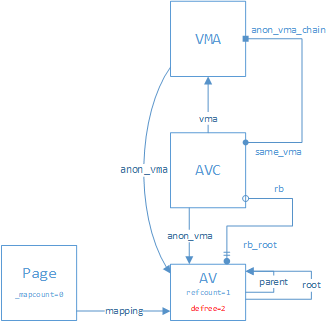 anon_vma_chain
VMA
vma
same_vma
anon_vma
AVC
rb
anon_vma
rb_root
Page
_mapcount=0
AV
refcount=1
defree=2
parent
root
mapping